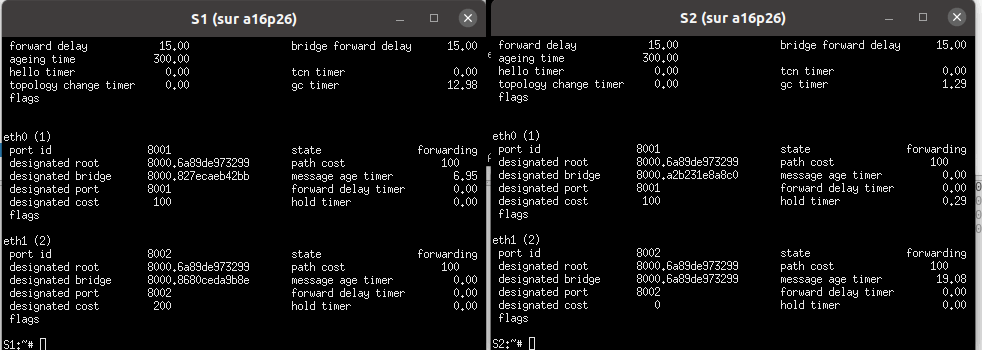 S1 (sur a16p26)
forward delay 15.00 bridge forward delay 15.00
ageing time 300.00
hello timer 0.00 tcn timer 0.00
topology change timer 0.00 gc timer 12.98
flags
eth0 (1)
port id 8001 state forwarding
designated root 8000.6a89de973299 path cost 100
designated bridge 8000.827ecaeb42bb message age timer 6.95
designated port 8001 forward delay timer 0.00
designated cost 100 hold timer 0.00
flags
eth1 (2)
port id 8002 state forwarding
designated root 8000.6a89de973299 path cost 100
designated bridge 8000.8680ceda9b8e message age timer 0.00
designated port 8002 forward delay timer 0.00
designated cost 200 hold timer 0.00
flags
S1:~#
S2 (sur a16p26)
forward delay 15.00 bridge forward delay 15.00
ageing time 300.00
hello timer 0.00 tcn timer 0.00
topology change timer 0.00 gc timer 1.29
flags
eth0 (1)
port id 8001 state forwarding
designated root 8000.6a89de973299 path cost 100
designated bridge 8000.a2b231e8a8c0 message age timer 0.00
designated port 8001 forward delay timer 0.00
designated cost 100 hold timer 0.29
flags
eth1 (2)
port id 8002 state forwarding
designated root 8000.6a89de973299 path cost 100
designated bridge 8000.6a89de973299 message age timer 19.08
designated port 8002 forward delay timer 0.00
designated cost 0 hold timer 0.00
flags
S2:~#